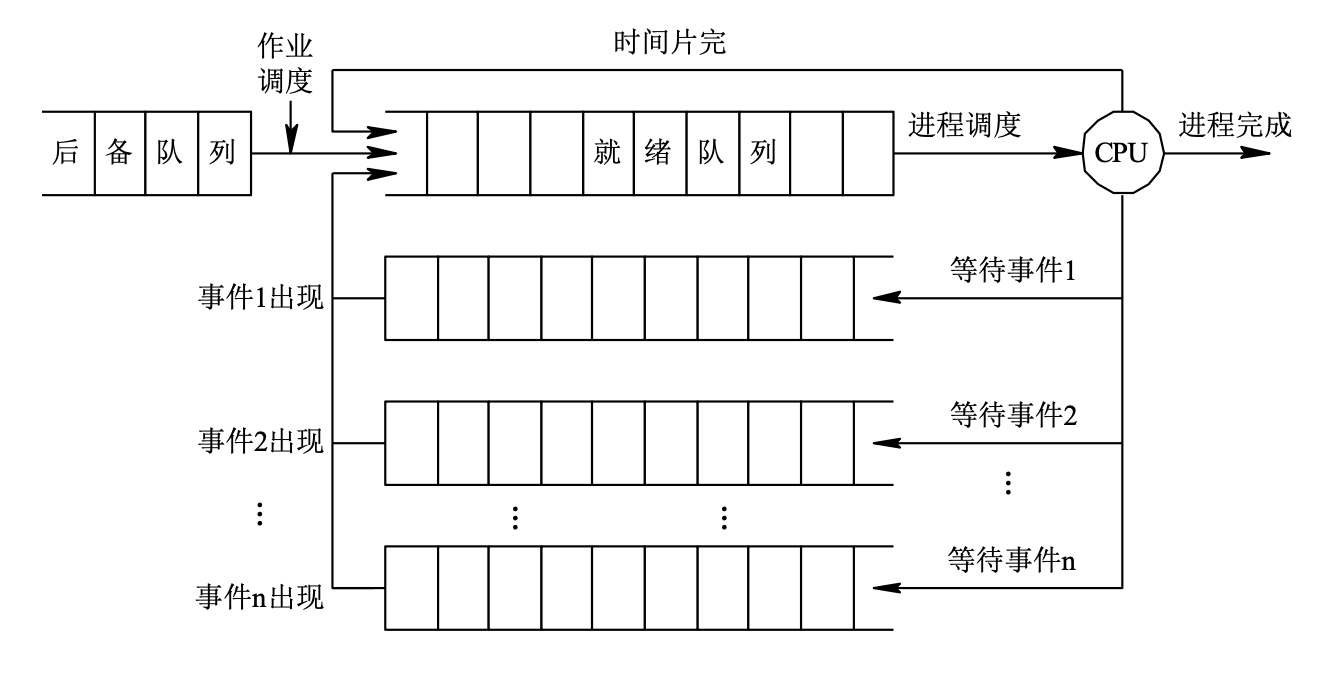 作业
调度
时间片完
后备队列
就绪队列
进程调度
CPU
进程完成
事件1出现
等待事件1
事件2出现
等待事件2
事件n出现
等待事件n